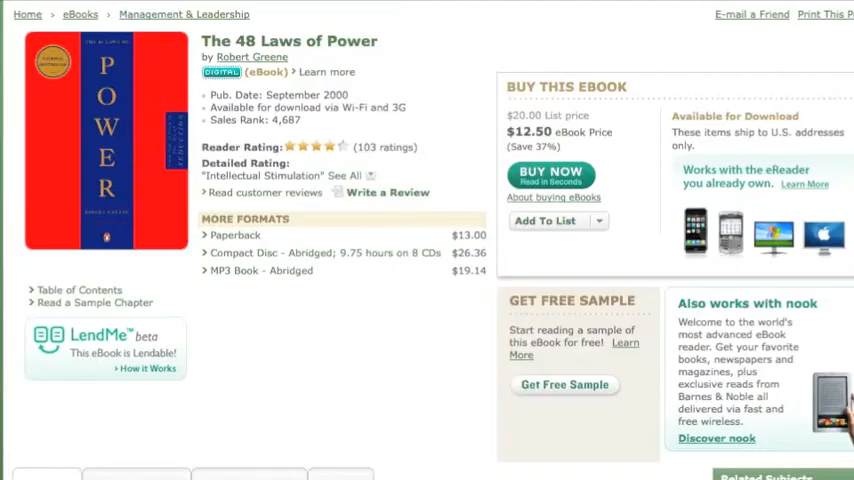 Home › eBooks › Management & Leadership
E-mail a Friend Print This P
The 48 Laws of Power
by Robert Greene
DIGITAL (eBook) › Learn more
Pub. Date: September 2000
Available for download via Wi-Fi and 3G
Sales Rank: 4,687
Reader Rating: (103 ratings)
Detailed Rating:
"Intellectual Stimulation" See All
› Read customer reviews Write a Review
MORE FORMATS
› Paperback $13.00
› Compact Disc - Abridged; 9.75 hours on 8 CDs $26.36
› MP3 Book - Abridged $19.14
THE 48 LAWS OF
POWER
ROBERT GREENE
› Table of Contents
› Read a Sample Chapter
LendMe™ beta
This eBook is Lendable!
› How it Works
BUY THIS EBOOK
$20.00 List price
$12.50 eBook Price
(Save 37%)
BUY NOW
Read in Seconds
About buying eBooks
Add To List
Available for Download
These items ship to U.S. addresses
only.
Works with the eReader
you already own. Learn More
GET FREE SAMPLE
Start reading a sample of
this eBook for free! Learn
More
Get Free Sample
Also works with nook
Welcome to the world's
most advanced eBook
reader. Get your favorite
books, newspapers and
magazines, plus
exclusive reads from
Barnes & Noble all
delivered via fast and
free wireless.
Discover nook
Related Subjects